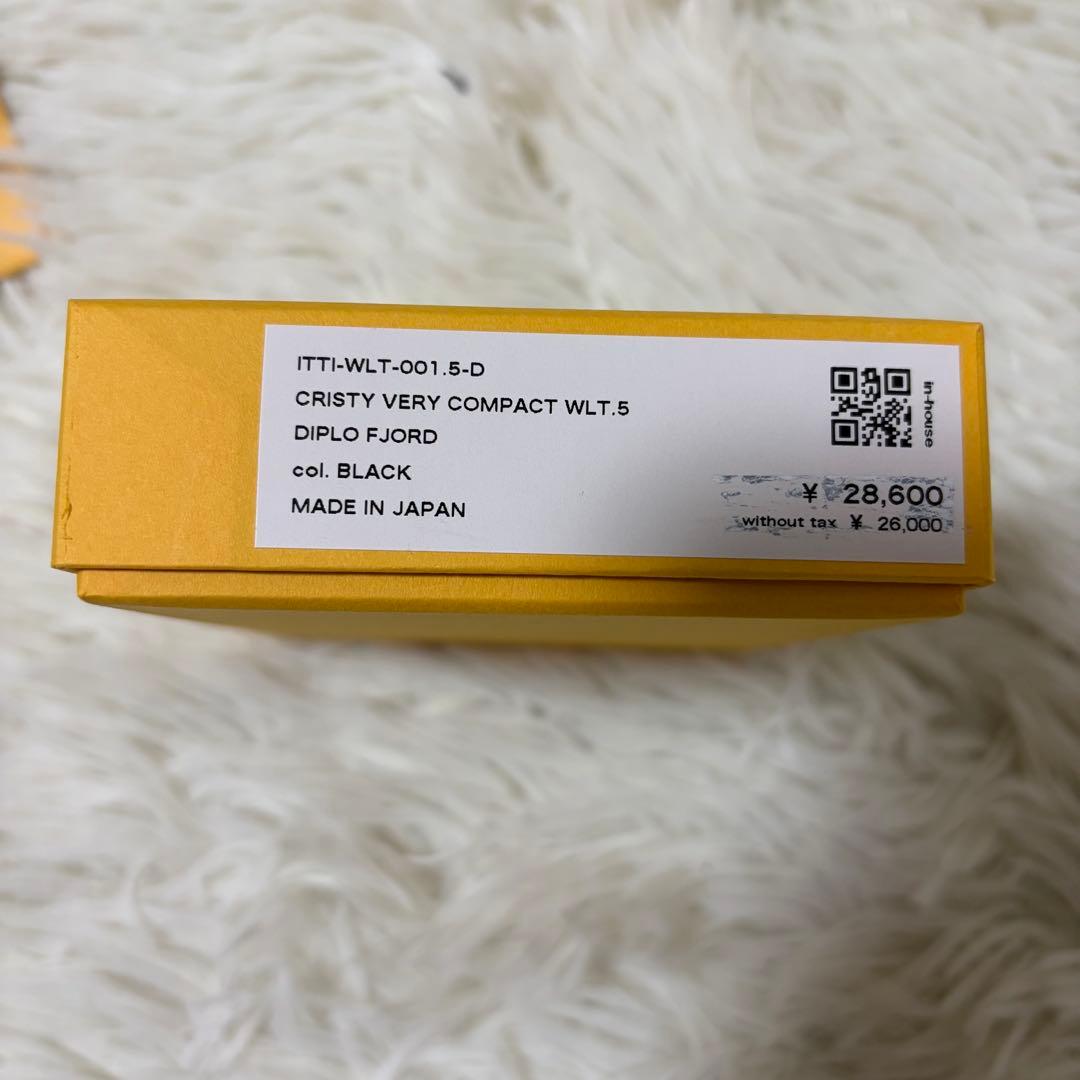 ITTI-WLT-001.5-D
CRISTY VERY COMPACT WLT.5
DIPLO FJORD
col. BLACK
MADE IN JAPAN
in-house
¥ 28,600
without tax ¥ 26,000